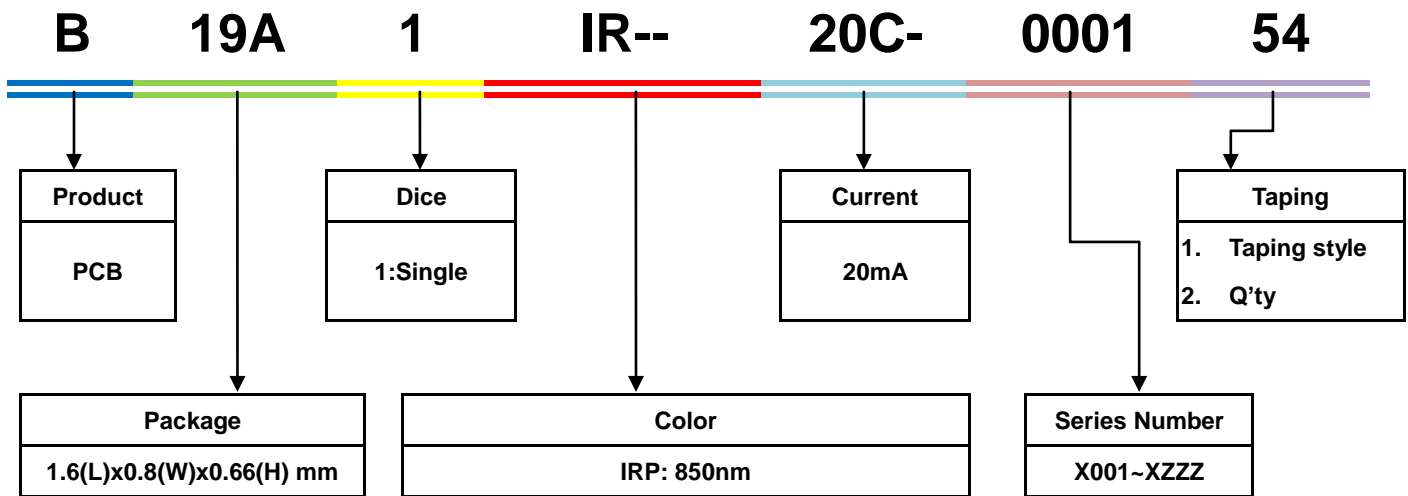 B 19A 1 IR-- 20C- 0001 54
Product Dice Current Taping
PCB 1:Single 20mA 1. Taping style
2. Q’ty
Package Color Series Number
1.6(L)x0.8(W)x0.66(H) mm IRP: 850nm X001~XZZZ